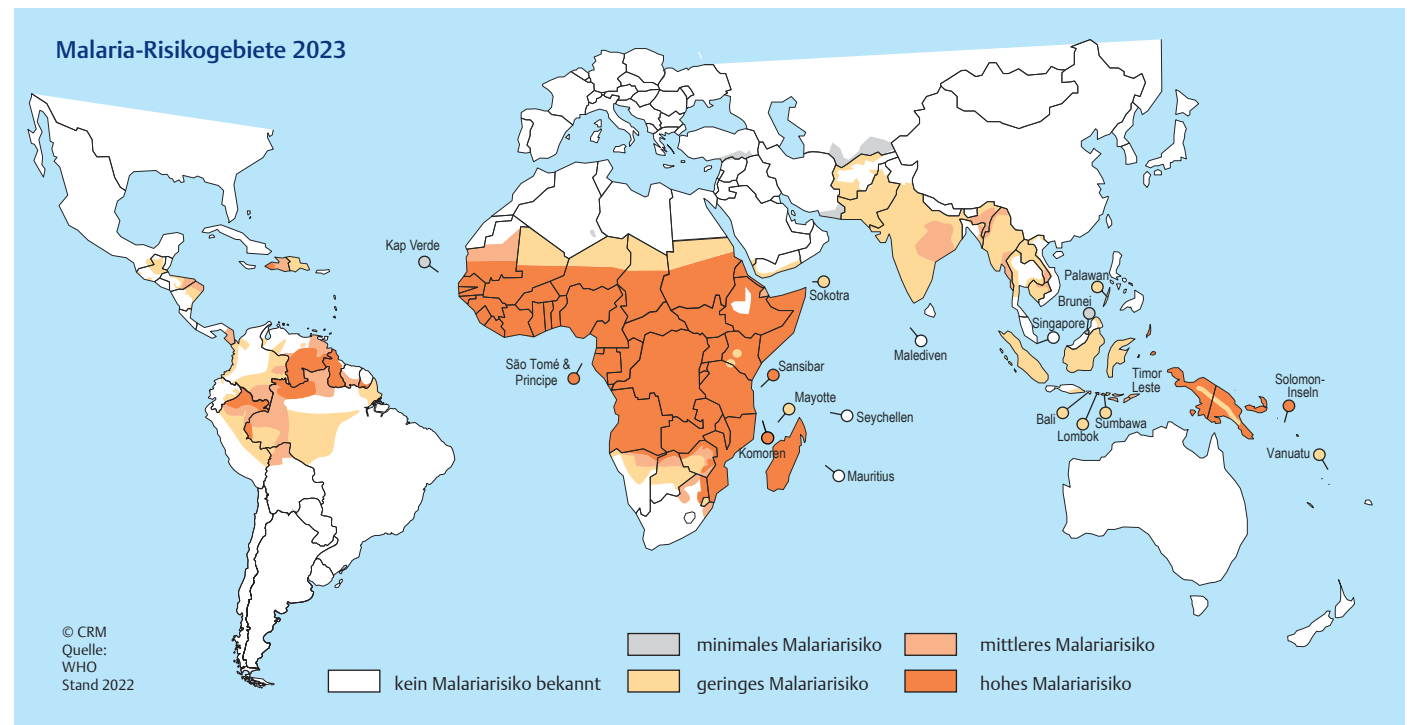 Malaria-Risikogebiete 2023
Kap Verde
São Tomé &
Principe
Sokotra
Sansibar
Mayotte
Komoren
Seychellen
Mauritius
Malediven
Palawan
Brunei
Singapore
Timor
Leste
Bali
Lombok
Sumbawa
Solomon-
Inseln
Vanuatu
© CRM
Quelle:
WHO
Stand 2022
kein Malariarisiko bekannt
minimales Malariarisiko
geringes Malariarisiko
mittleres Malariarisiko
hohes Malariarisiko